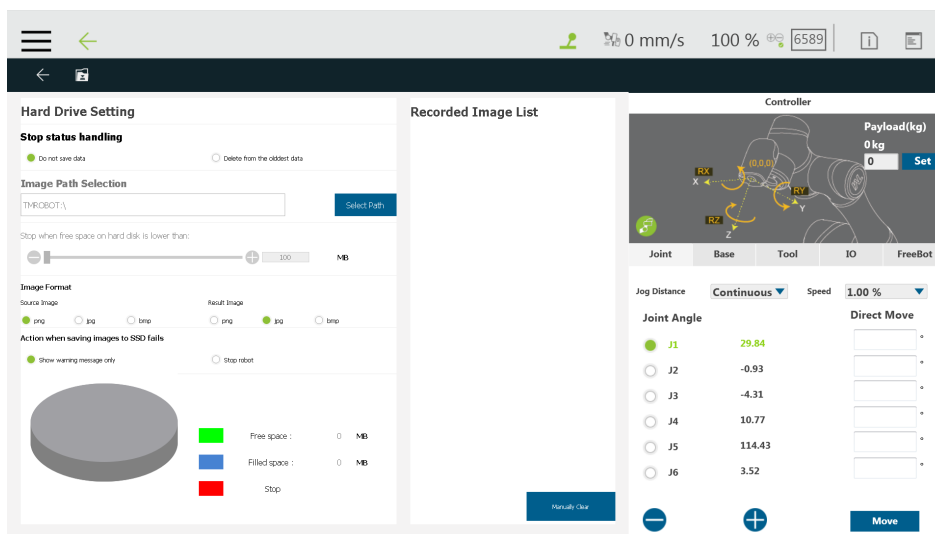 0 mm/s 100 % 6589
Hard Drive Setting
Stop status handling
Do not save data Delete from the olddest data
Image Path Selection
TMROBOT:\ Select Path
Stop when free space on hard disk is lower than:
100 MB
Image Format
Source Image Result Image
png jpg bmp png jpg bmp
Action when saving images to SSD fails
Show warning message only Stop robot
Free space : 0 MB
Filled space : 0 MB
Stop
Recorded Image List
Manually Clear
Controller
Payload(kg)
0 kg
0 Set
(0,0,0)
RX
X
RY
Y
RZ
Z
Joint Base Tool IO FreeBot
Jog Distance Continuous Speed 1.00 %
Joint Angle Direct Move
J1 29.84 °
J2 -0.93 °
J3 -4.31 °
J4 10.77 °
J5 114.43 °
J6 3.52 °
Move